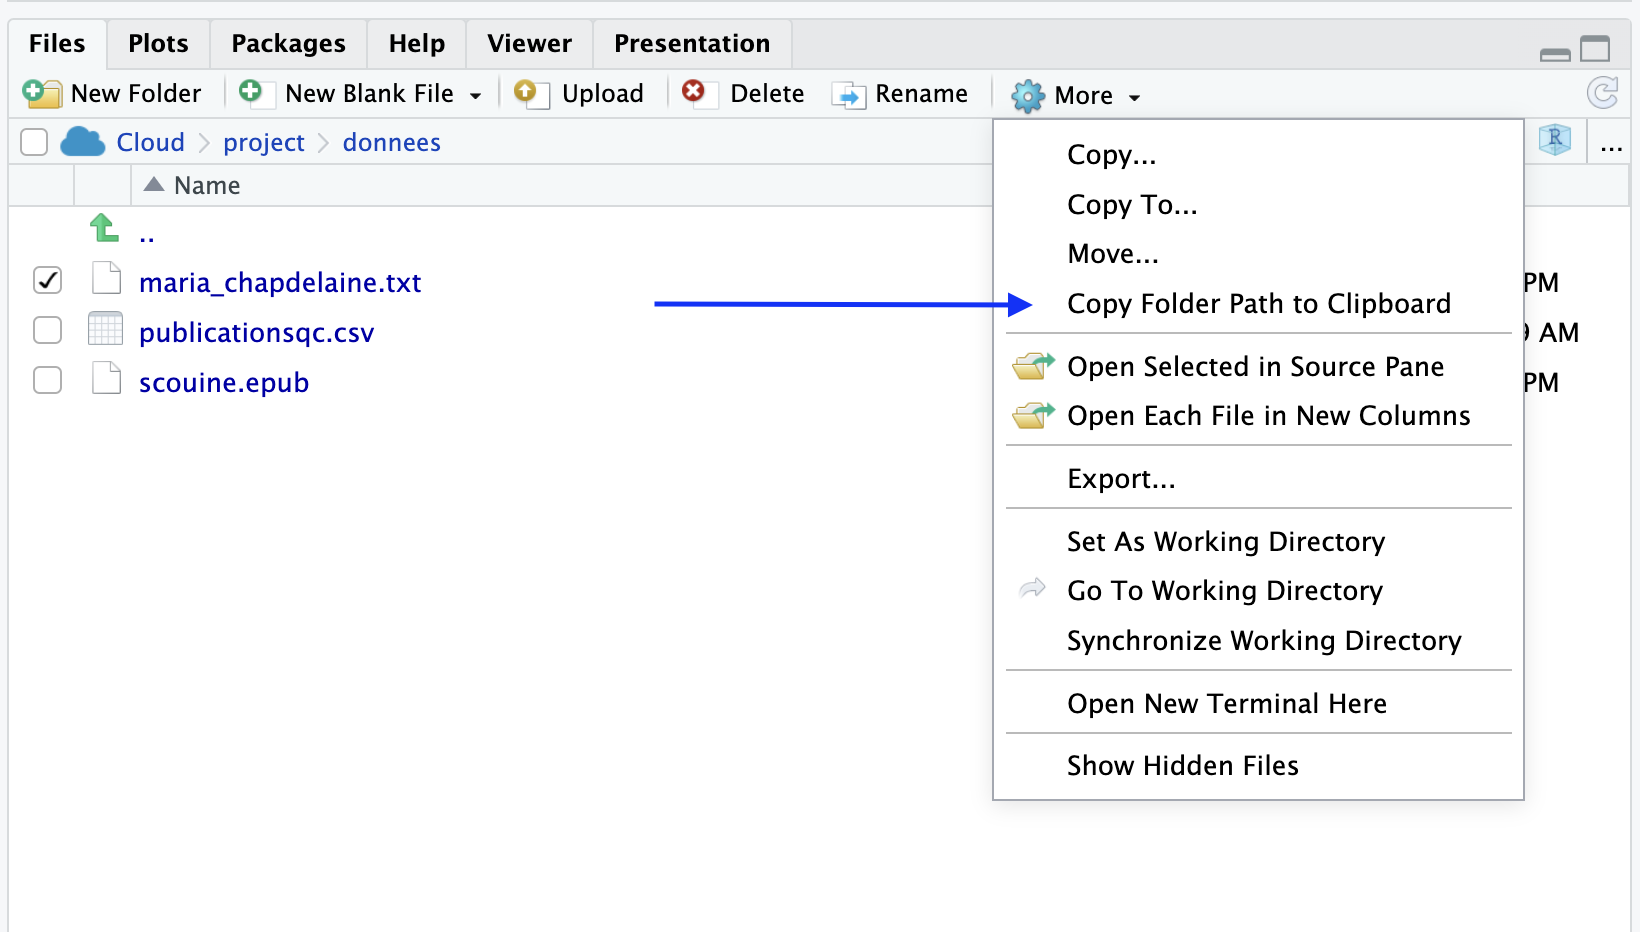 Files Plots Packages Help Viewer Presentation
New Folder New Blank File Upload Delete Rename More
Cloud project donnees R ...
Name
..
maria_chapdelaine.txt PM
publicationsqc.csv AM
scouine.epub PM
Copy...
Copy To...
Move...
Copy Folder Path to Clipboard
Open Selected in Source Pane
Open Each File in New Columns
Export...
Set As Working Directory
Go To Working Directory
Synchronize Working Directory
Open New Terminal Here
Show Hidden Files